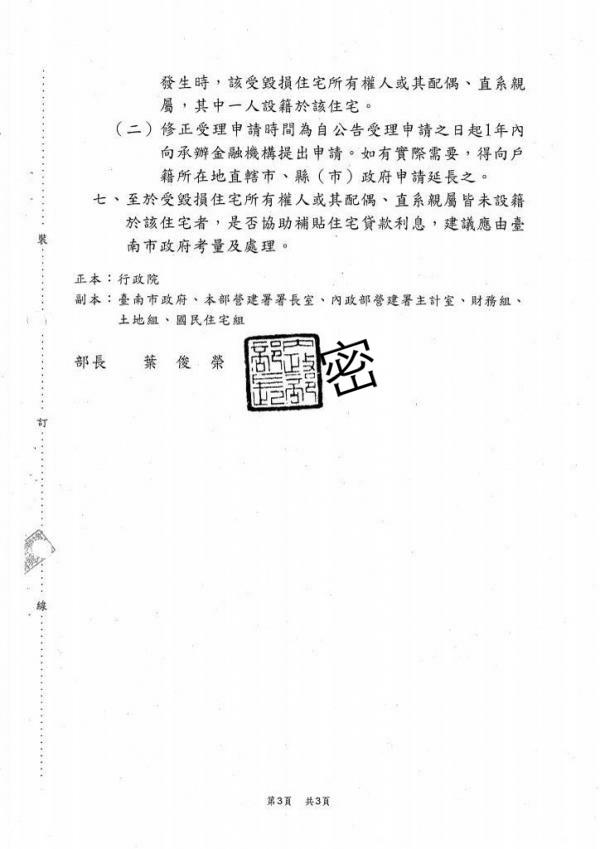 發生時，該受毀損住宅所有權人或其配偶、直系親
屬，其中一人設籍於該住宅。
（二）修正受理申請時間為自公告受理申請之日起1年內
向承辦金融機構提出申請。如有實際需要，得向戶
籍所在地直轄市、縣（市）政府申請延長之。
七、至於受毀損住宅所有權人或其配偶、直系親屬皆未設籍
於該住宅者，是否協助補貼住宅貸款利息，建議應由臺
南市政府考量及處理。
正本：行政院
副本：臺南市政府、本部營建署署長室、內政部營建署主計室、財務組、
土地組、國民住宅組
部長 葉俊榮
內政部部長
密
裝
訂
線
第3頁 共3頁